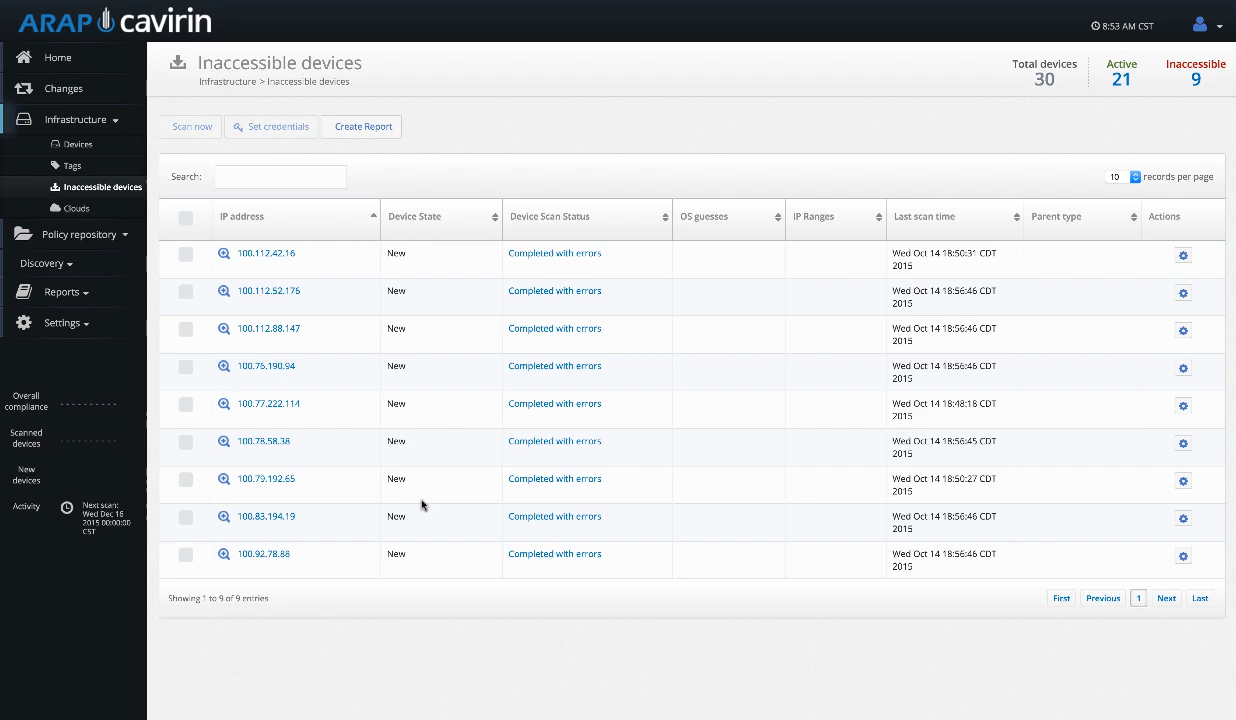 ARAP cavirin
8:53 AM CST
Home
Changes
Infrastructure
Devices
Tags
Inaccessible devices
Clouds
Policy repository
Discovery
Reports
Settings
Overall
compliance
Scanned
devices
New
devices
Activity
Next scan:
Wed Dec 16
2015 00:00:00
CST
Inaccessible devices
Infrastructure > Inaccessible devices
Total devices
30
Active
21
Inaccessible
9
Scan now
Set credentials
Create Report
Search:
10 records per page
IP address Device State Device Scan Status OS guesses IP Ranges Last scan time Parent type Actions
100.112.42.16 New Completed with errors Wed Oct 14 18:50:31 CDT
2015
100.112.52.176 New Completed with errors Wed Oct 14 18:56:46 CDT
2015
100.112.88.147 New Completed with errors Wed Oct 14 18:56:46 CDT
2015
100.76.190.94 New Completed with errors Wed Oct 14 18:56:46 CDT
2015
100.77.222.114 New Completed with errors Wed Oct 14 18:48:18 CDT
2015
100.78.58.38 New Completed with errors Wed Oct 14 18:56:45 CDT
2015
100.79.192.65 New Completed with errors Wed Oct 14 18:50:27 CDT
2015
100.83.194.19 New Completed with errors Wed Oct 14 18:56:46 CDT
2015
100.92.78.88 New Completed with errors Wed Oct 14 18:56:46 CDT
2015
Showing 1 to 9 of 9 entries
First Previous 1 Next Last